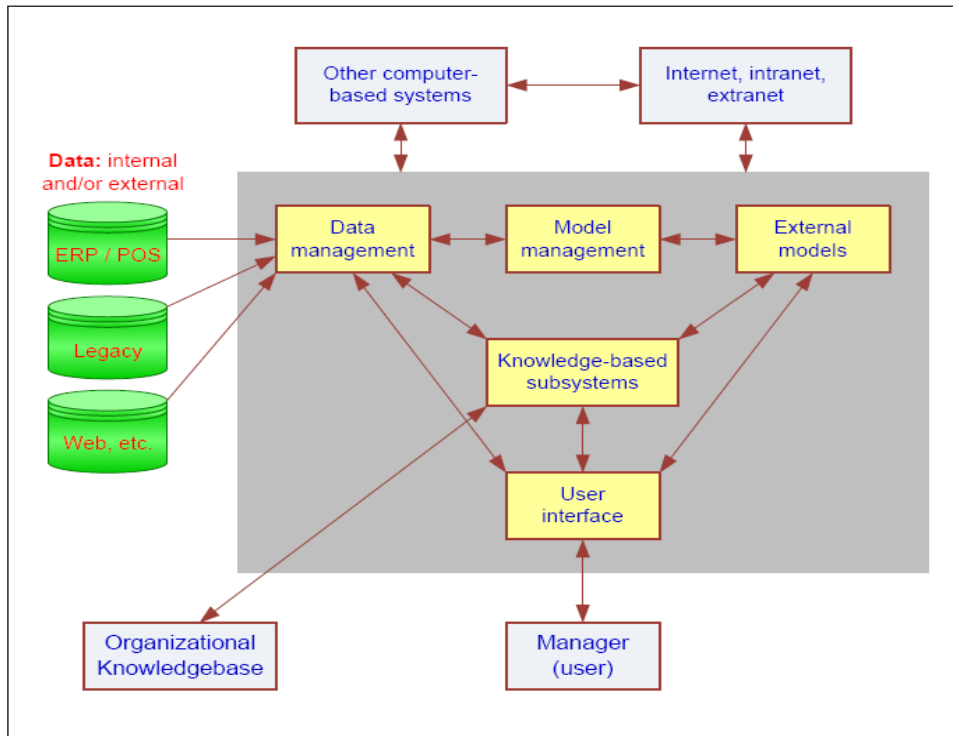 Other computer-
based systems
Internet, intranet,
extranet
Data: internal
and/or external
ERP / POS
Legacy
Web, etc.
Data
management
Model
management
External
models
Knowledge-based
subsystems
User
interface
Organizational
Knowledgebase
Manager
(user)